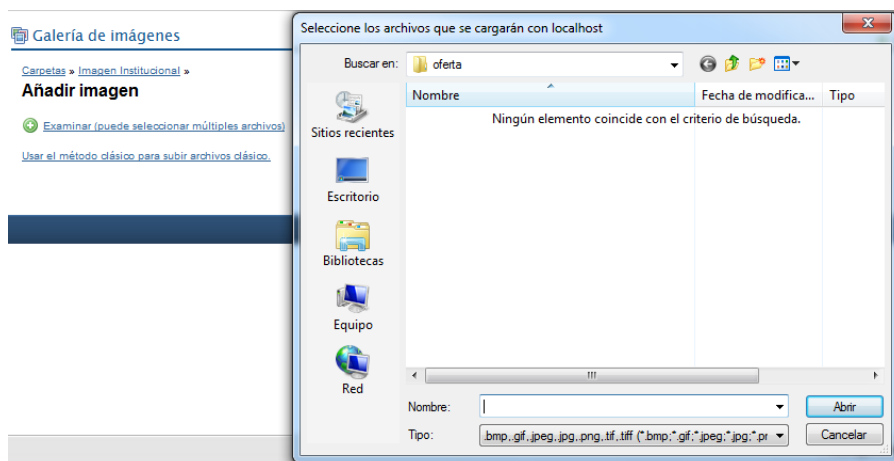 Galería de imágenes
Carpetas » Imagen Institucional »
Añadir imagen
Examinar (puede seleccionar múltiples archivos)
Usar el método clásico para subir archivos clásico.
Seleccione los archivos que se cargarán con localhost
Buscar en: oferta
Nombre Fecha de modifica... Tipo
Ningún elemento coincide con el criterio de búsqueda.
Sitios recientes
Escritorio
Bibliotecas
Equipo
Red
Nombre: Abrir
Tipo: .bmp,.gif,.jpeg,.jpg,.png,.tif,.tiff (*.bmp;*.gif;*.jpeg;*.jpg;*.pr Cancelar